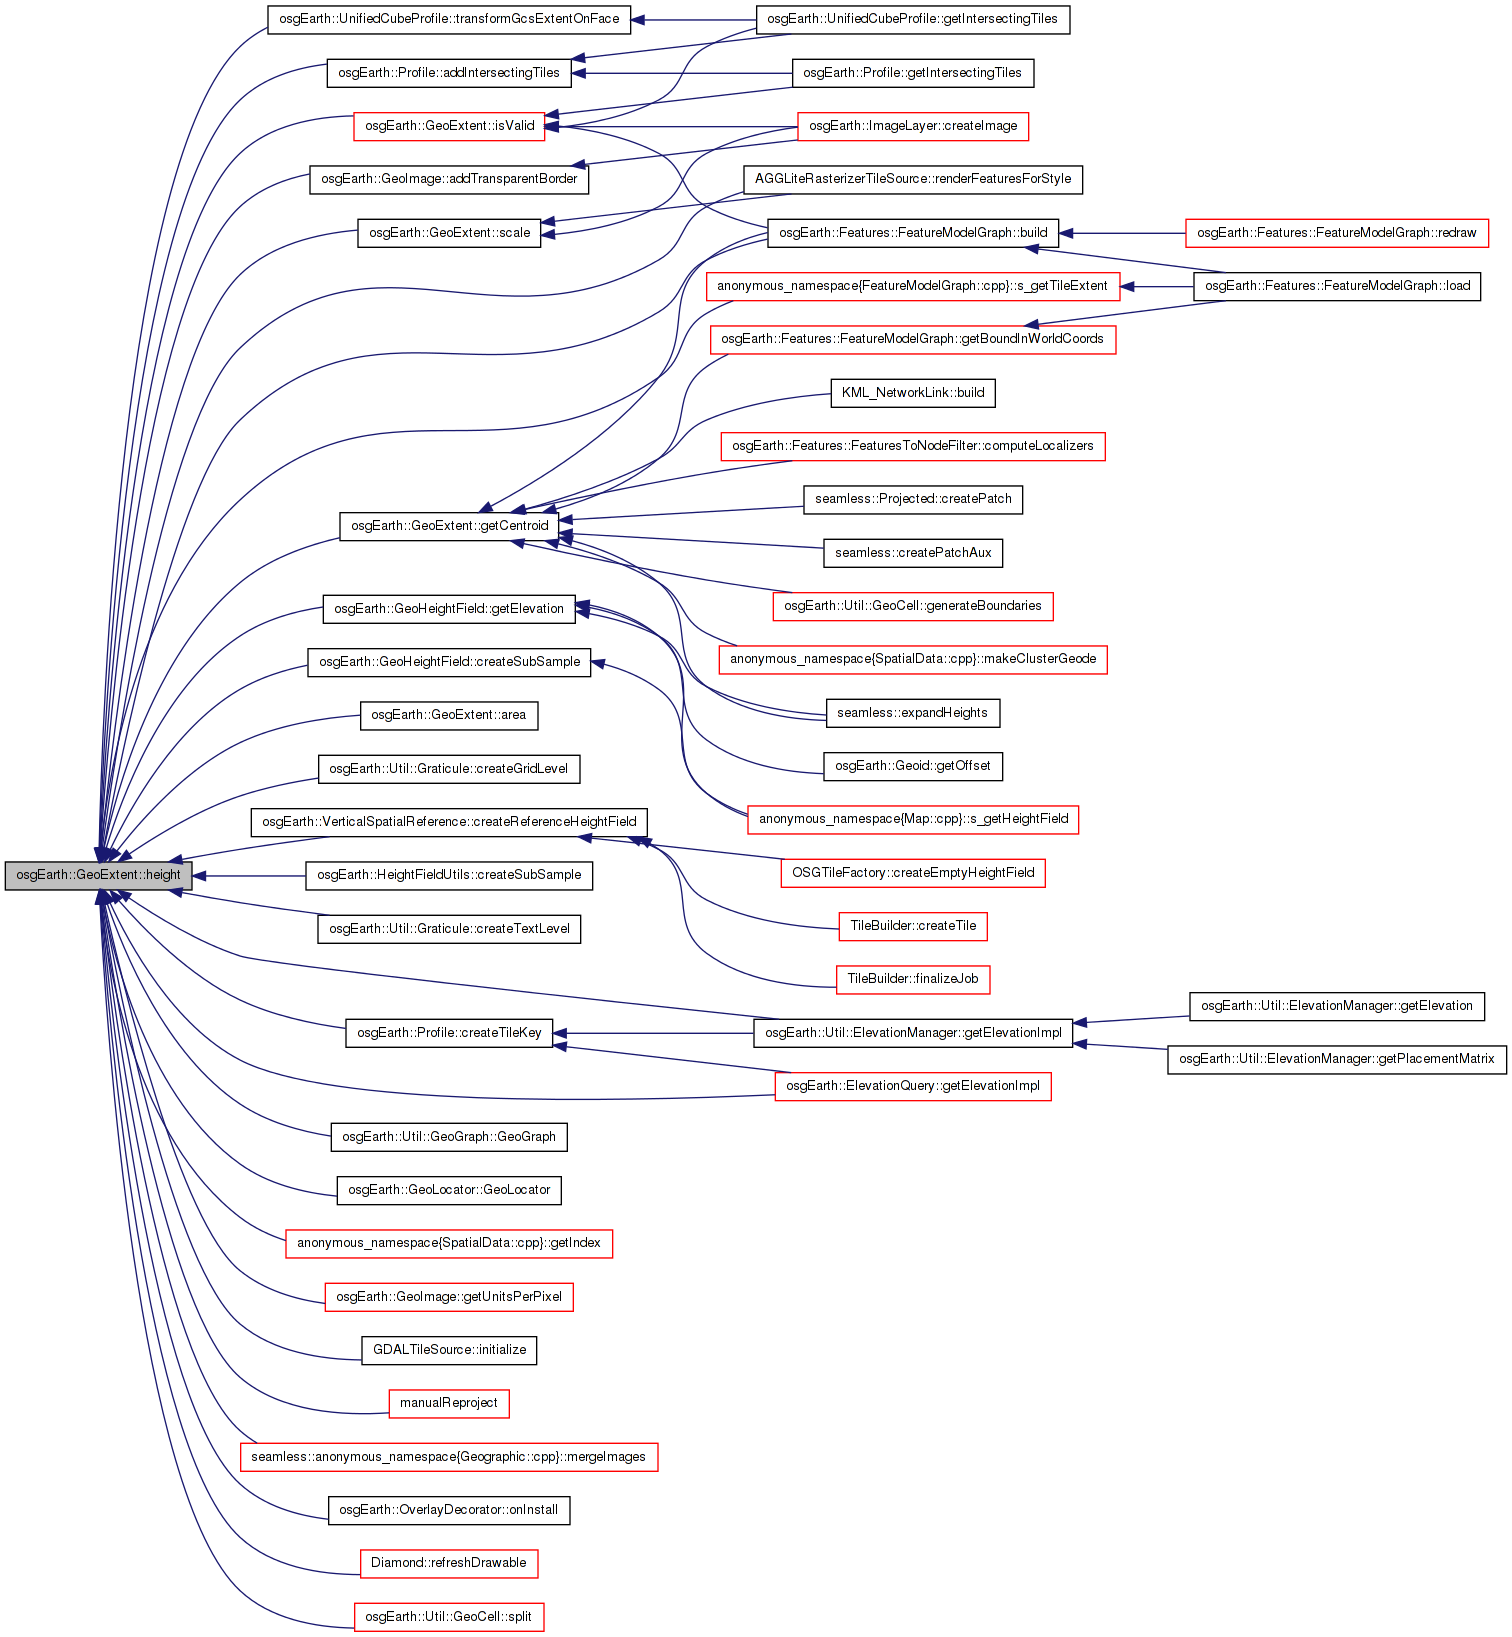 osgEarth::UnifiedCubeProfile::transformGcsExtentOnFace
osgEarth::UnifiedCubeProfile::getIntersectingTiles
osgEarth::Profile::addIntersectingTiles
osgEarth::Profile::getIntersectingTiles
osgEarth::GeoExtent::isValid
osgEarth::ImageLayer::createImage
osgEarth::GeoImage::addTransparentBorder
AGGLiteRasterizerTileSource::renderFeaturesForStyle
osgEarth::GeoExtent::scale
osgEarth::Features::FeatureModelGraph::build
osgEarth::Features::FeatureModelGraph::redraw
anonymous_namespace{FeatureModelGraph::cpp}::s_getTileExtent
osgEarth::Features::FeatureModelGraph::load
osgEarth::Features::FeatureModelGraph::getBoundInWorldCoords
KML_NetworkLink::build
osgEarth::Features::FeaturesToNodeFilter::computeLocalizers
seamless::Projected::createPatch
osgEarth::GeoExtent::getCentroid
seamless::createPatchAux
osgEarth::GeoHeightField::getElevation
osgEarth::Util::GeoCell::generateBoundaries
osgEarth::GeoHeightField::createSubSample
anonymous_namespace{SpatialData::cpp}::makeClusterGeode
osgEarth::GeoExtent::area
seamless::expandHeights
osgEarth::Util::Graticule::createGridLevel
osgEarth::Geoid::getOffset
osgEarth::VerticalSpatialReference::createReferenceHeightField
anonymous_namespace{Map::cpp}::s_getHeightField
osgEarth::GeoExtent::height
osgEarth::HeightFieldUtils::createSubSample
OSGTileFactory::createEmptyHeightField
osgEarth::Util::Graticule::createTextLevel
TileBuilder::createTile
TileBuilder::finalizeJob
osgEarth::Util::ElevationManager::getElevation
osgEarth::Profile::createTileKey
osgEarth::Util::ElevationManager::getElevationImpl
osgEarth::Util::ElevationManager::getPlacementMatrix
osgEarth::ElevationQuery::getElevationImpl
osgEarth::Util::GeoGraph::GeoGraph
osgEarth::GeoLocator::GeoLocator
anonymous_namespace{SpatialData::cpp}::getIndex
osgEarth::GeoImage::getUnitsPerPixel
GDALTileSource::initialize
manualReproject
seamless::anonymous_namespace{Geographic::cpp}::mergeImages
osgEarth::OverlayDecorator::onInstall
Diamond::refreshDrawable
osgEarth::Util::GeoCell::split